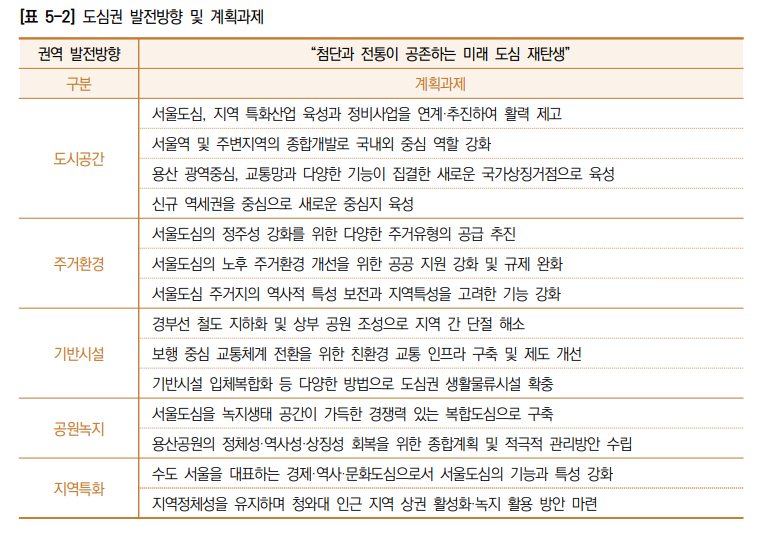 [표 5-2] 도심권 발전방향 및 계획과제
권역 발전방향 “첨단과 전통이 공존하는 미래 도심 재탄생”
구분 계획과제
도시공간
서울도심, 지역 특화산업 육성과 정비사업을 연계·추진하여 활력 제고
서울역 및 주변지역의 종합개발로 국내외 중심 역할 강화
용산 광역중심, 교통망과 다양한 기능이 집결한 새로운 국가상징거점으로 육성
신규 역세권을 중심으로 새로운 중심지 육성
주거환경
서울도심의 정주성 강화를 위한 다양한 주거유형의 공급 추진
서울도심의 노후 주거환경 개선을 위한 공공 지원 강화 및 규제 완화
서울도심 주거지의 역사적 특성 보전과 지역특성을 고려한 기능 강화
기반시설
경부선 철도 지하화 및 상부 공원 조성으로 지역 간 단절 해소
보행 중심 교통체계 전환을 위한 친환경 교통 인프라 구축 및 제도 개선
기반시설 입체복합화 등 다양한 방법으로 도심권 생활물류시설 확충
공원녹지
서울도심을 녹지생태 공간이 가득한 경쟁력 있는 복합도심으로 구축
용산공원의 정체성·역사성·상징성 회복을 위한 종합계획 및 적극적 관리방안 수립
지역특화
수도 서울을 대표하는 경제·역사·문화도심으로서 서울도심의 기능과 특성 강화
지역정체성을 유지하며 청와대 인근 지역 상권 활성화·녹지 활용 방안 마련